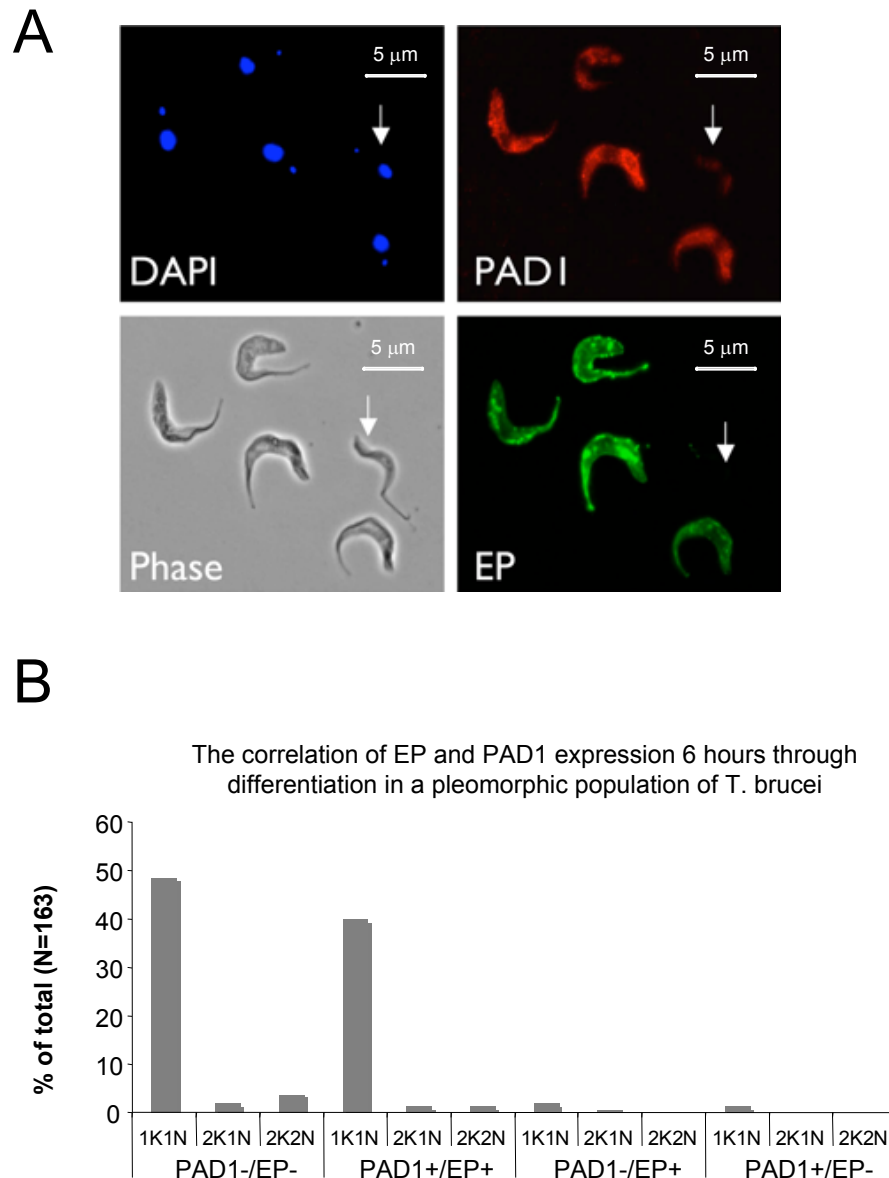 A
5 μm
5 μm
DAPI
PAD1
5 μm
5 μm
Phase
EP
B
The correlation of EP and PAD1 expression 6 hours through
differentiation in a pleomorphic population of T. brucei
% of total (N=163)
60
50
40
30
20
10
0
1K1N 2K1N 2K2N 1K1N 2K1N 2K2N 1K1N 2K1N 2K2N 1K1N 2K1N 2K2N
PAD1-/EP- PAD1+/EP+ PAD1-/EP+ PAD1+/EP-